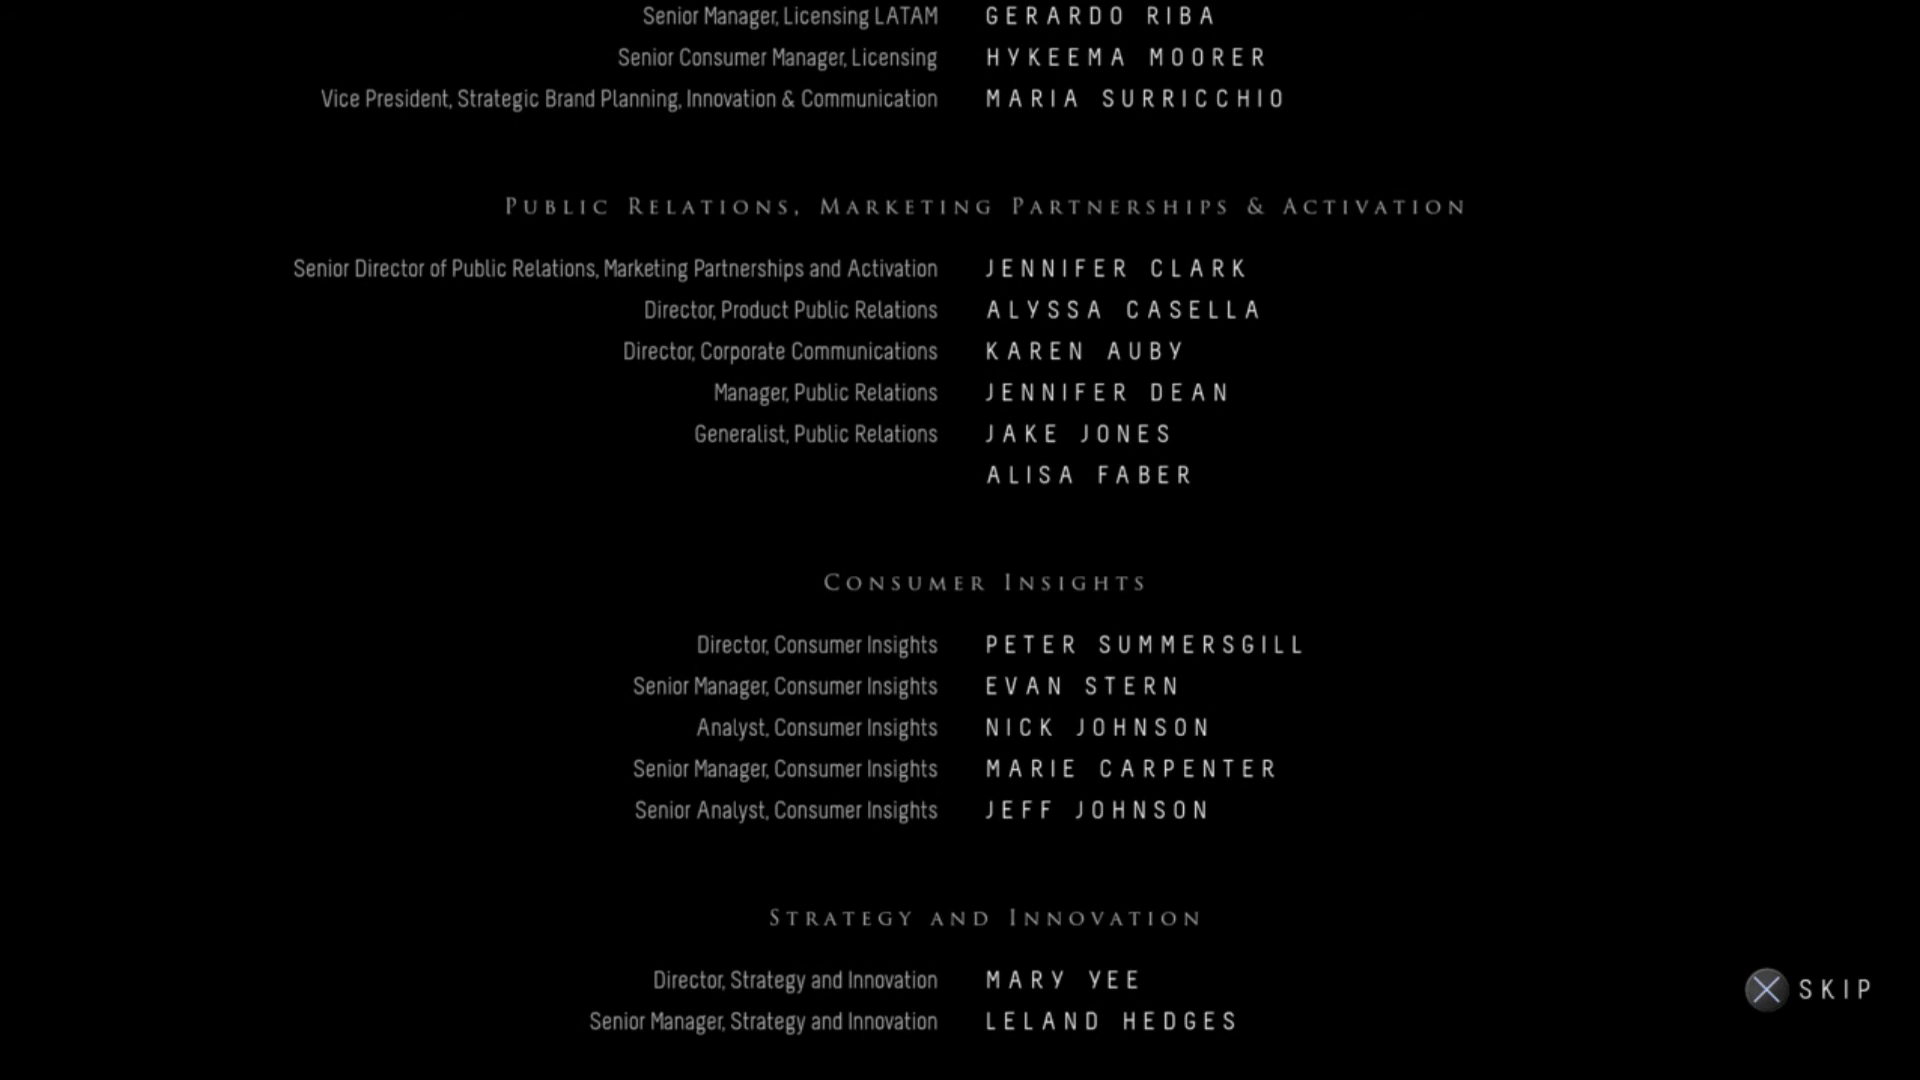 Senior Manager, Licensing LATAM GERARDO RIBA
Senior Consumer Manager, Licensing HYKEEMA MOORER
Vice President, Strategic Brand Planning, Innovation & Communication MARIA SURRICCHIO
PUBLIC RELATIONS, MARKETING PARTNERSHIPS & ACTIVATION
Senior Director of Public Relations, Marketing Partnerships and Activation JENNIFER CLARK
Director, Product Public Relations ALYSSA CASELLA
Director, Corporate Communications KAREN AUBY
Manager, Public Relations JENNIFER DEAN
Generalist, Public Relations JAKE JONES
ALISA FABER
CONSUMER INSIGHTS
Director, Consumer Insights PETER SUMMERSGILL
Senior Manager, Consumer Insights EVAN STERN
Analyst, Consumer Insights NICK JOHNSON
Senior Manager, Consumer Insights MARIE CARPENTER
Senior Analyst, Consumer Insights JEFF JOHNSON
STRATEGY AND INNOVATION
Director, Strategy and Innovation MARY YEE
Senior Manager, Strategy and Innovation LELAND HEDGES
SKIP